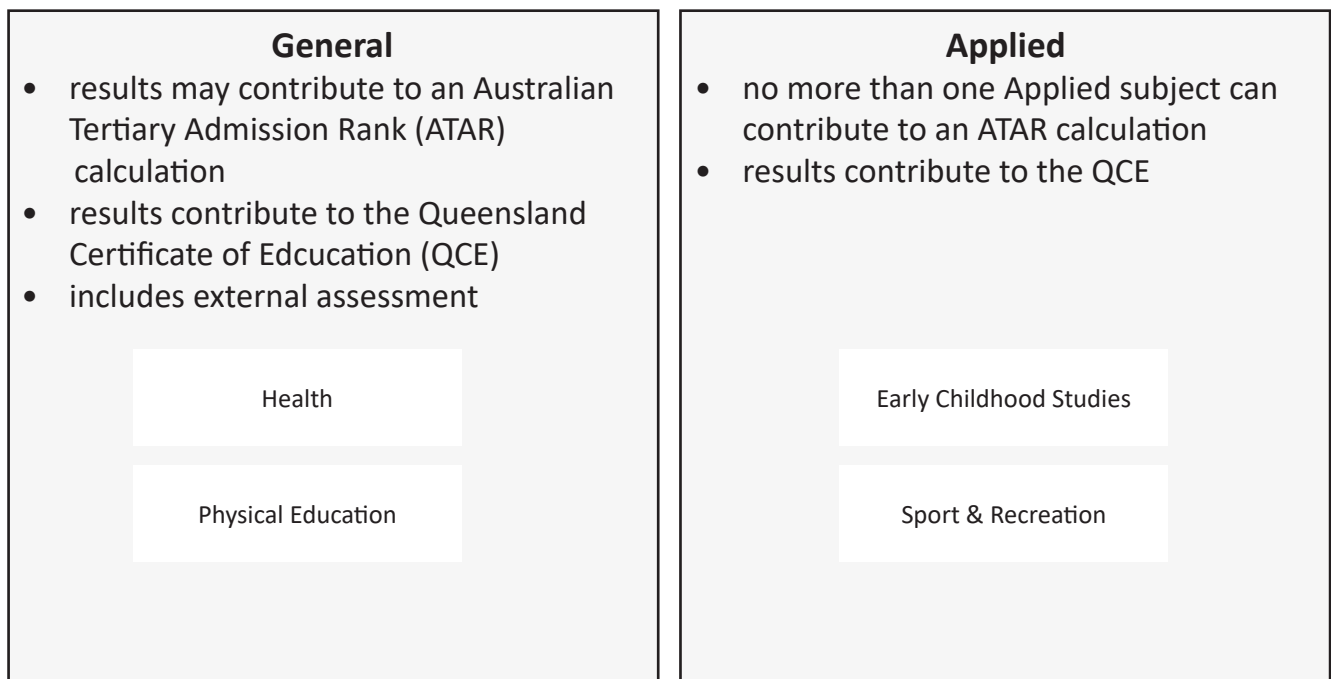 General
• results may contribute to an Australian
Tertiary Admission Rank (ATAR)
calculation
• results contribute to the Queensland
Certificate of Edcucation (QCE)
• includes external assessment
Health
Physical Education
Applied
• no more than one Applied subject can
contribute to an ATAR calculation
• results contribute to the QCE
Early Childhood Studies
Sport & Recreation